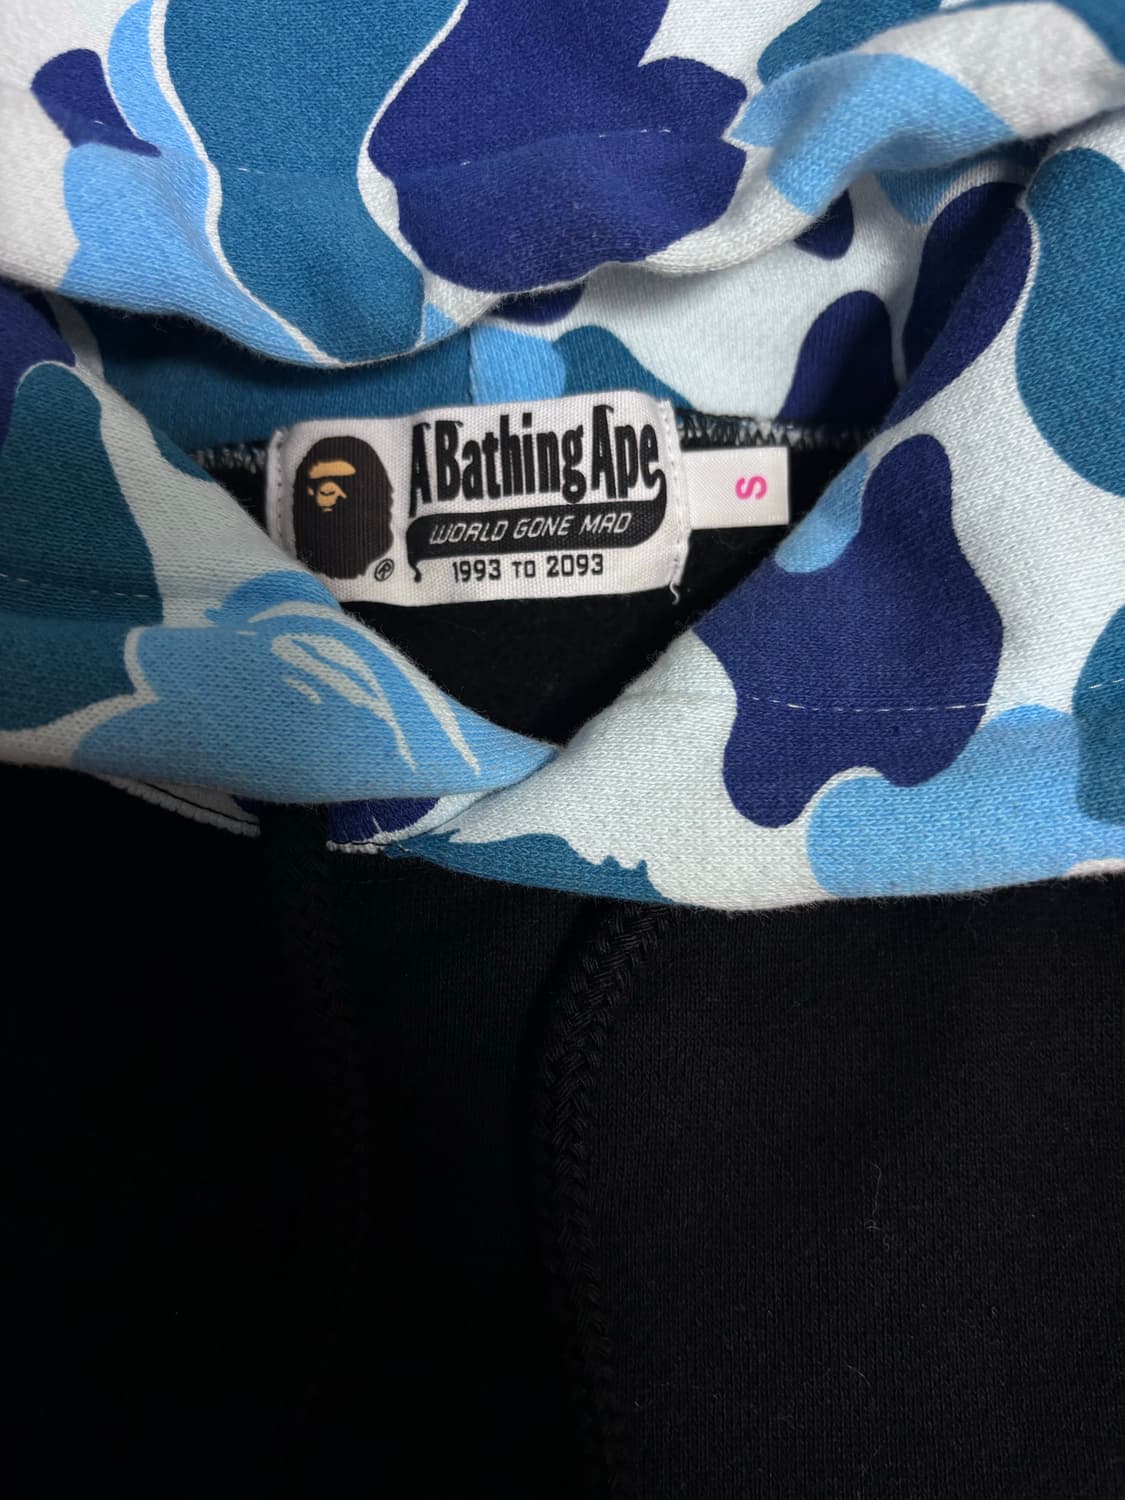 A Bathing Ape
®
WORLD GONE MAD
1993 TO 2093
S